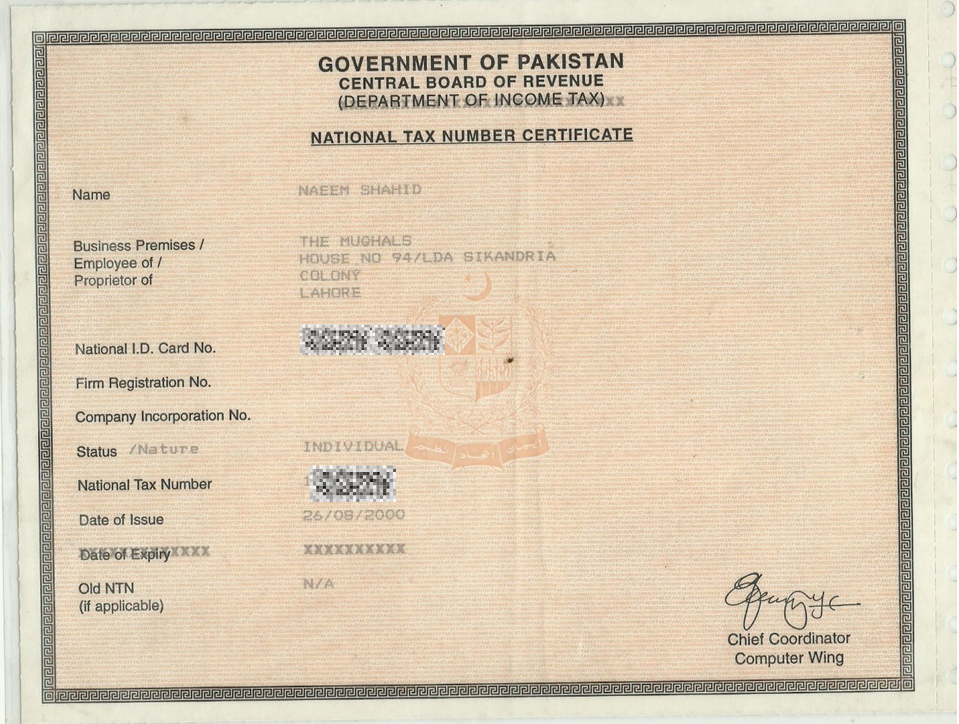 GOVERNMENT OF PAKISTAN
CENTRAL BOARD OF REVENUE
(DEPARTMENT OF INCOME TAX)
NATIONAL TAX NUMBER CERTIFICATE
Name NAEEM SHAHID
Business Premises / THE MUGHALS
Employee of / HOUSE NO 94/LDA SIKANDRIA
Proprietor of COLONY
LAHORE
National I.D. Card No.
Firm Registration No.
Company Incorporation No.
Status /Nature INDIVIDUAL
National Tax Number
Date of Issue 26/08/2000
Date of Expiry XXXXXXXXXX
Old NTN N/A
(if applicable)
Chief Coordinator
Computer Wing